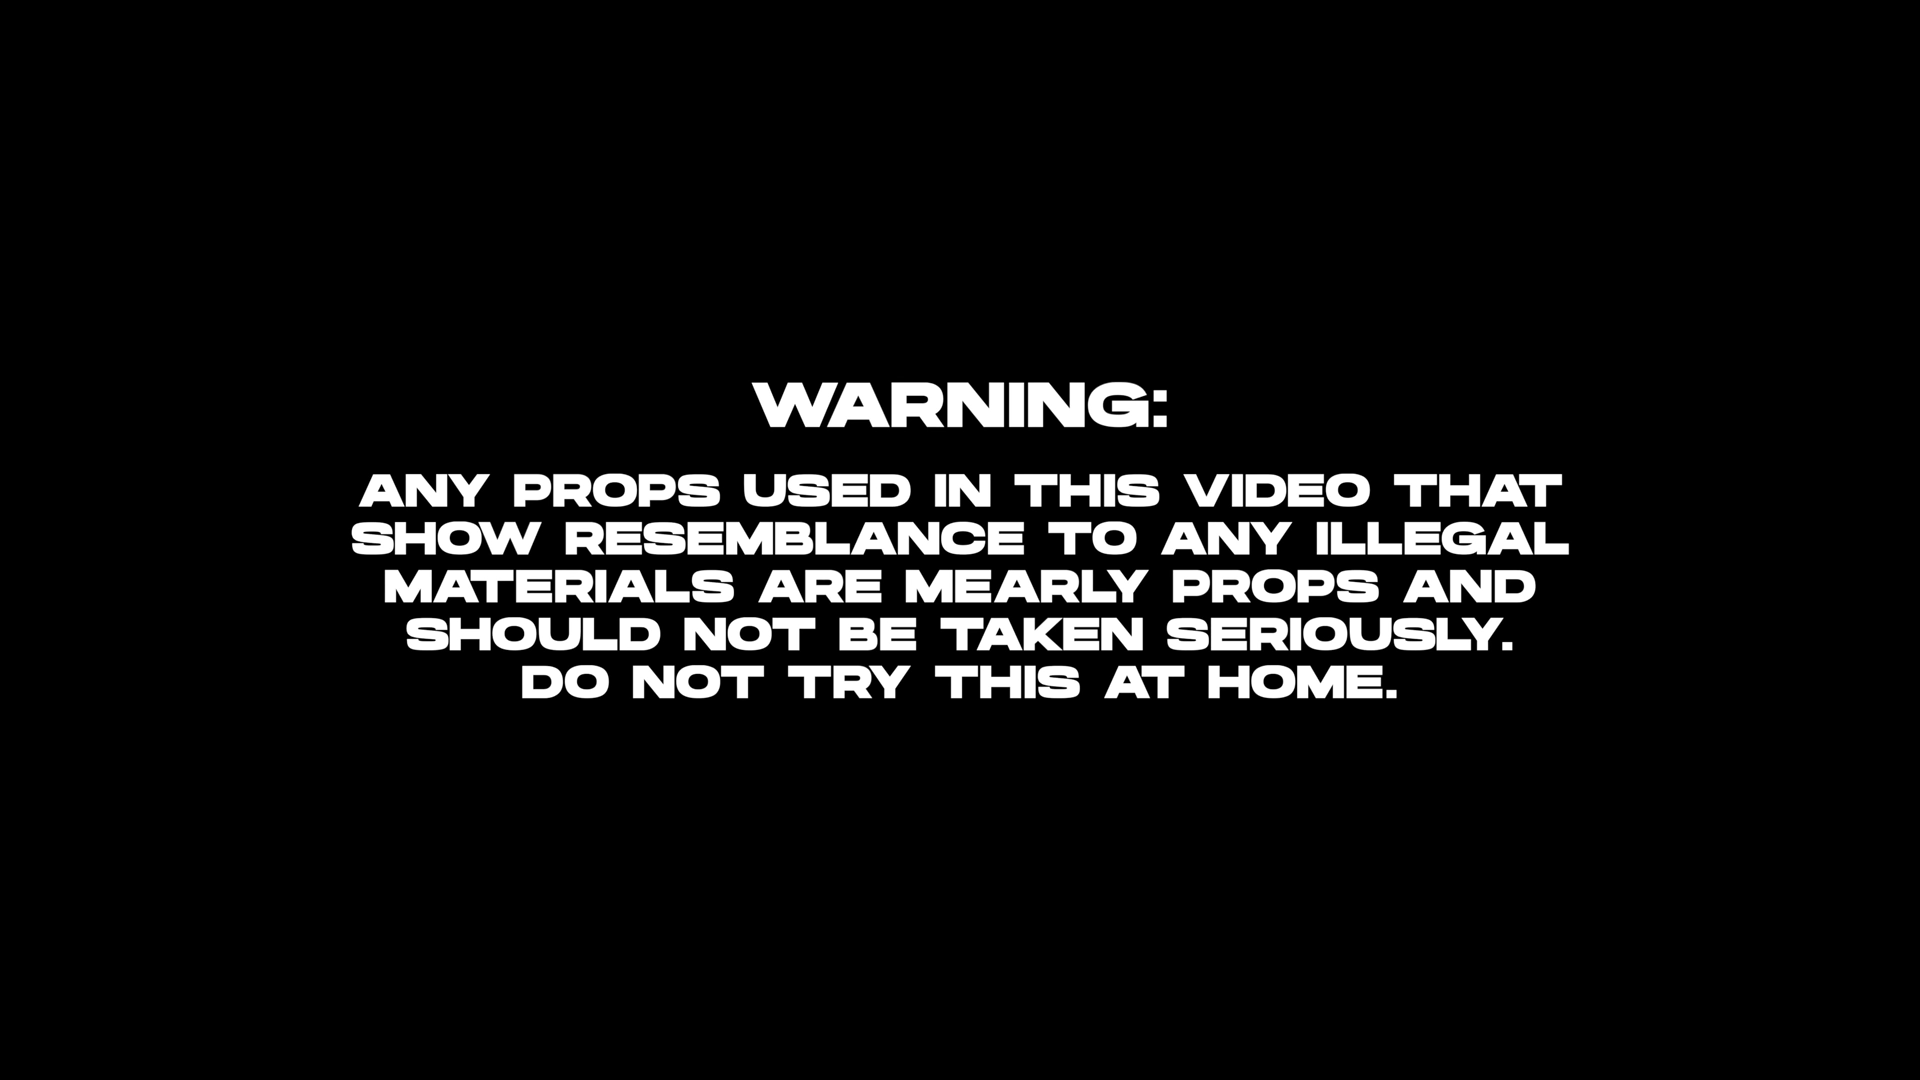 WARNING:
ANY PROPS USED IN THIS VIDEO THAT
SHOW RESEMBLANCE TO ANY ILLEGAL
MATERIALS ARE MEARLY PROPS AND
SHOULD NOT BE TAKEN SERIOUSLY.
DO NOT TRY THIS AT HOME.